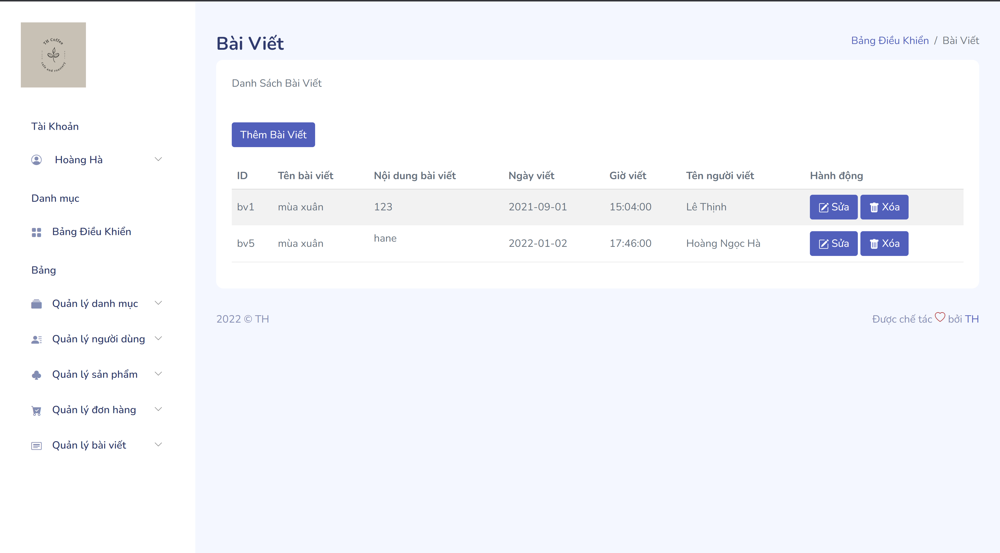 TH Coffee
cafe and roastery
Tài Khoản
Hoàng Hà
Danh mục
Bảng Điều Khiển
Bảng
Quản lý danh mục
Quản lý người dùng
Quản lý sản phẩm
Quản lý đơn hàng
Quản lý bài viết
Bài Viết
Bảng Điều Khiển / Bài Viết
Danh Sách Bài Viết
Thêm Bài Viết
ID Tên bài viết Nội dung bài viết Ngày viết Giờ viết Tên người viết Hành động
bv1 mùa xuân 123 2021-09-01 15:04:00 Lê Thịnh Sửa Xóa
bv5 mùa xuân hane 2022-01-02 17:46:00 Hoàng Ngọc Hà Sửa Xóa
2022 © TH
Được chế tác bởi TH